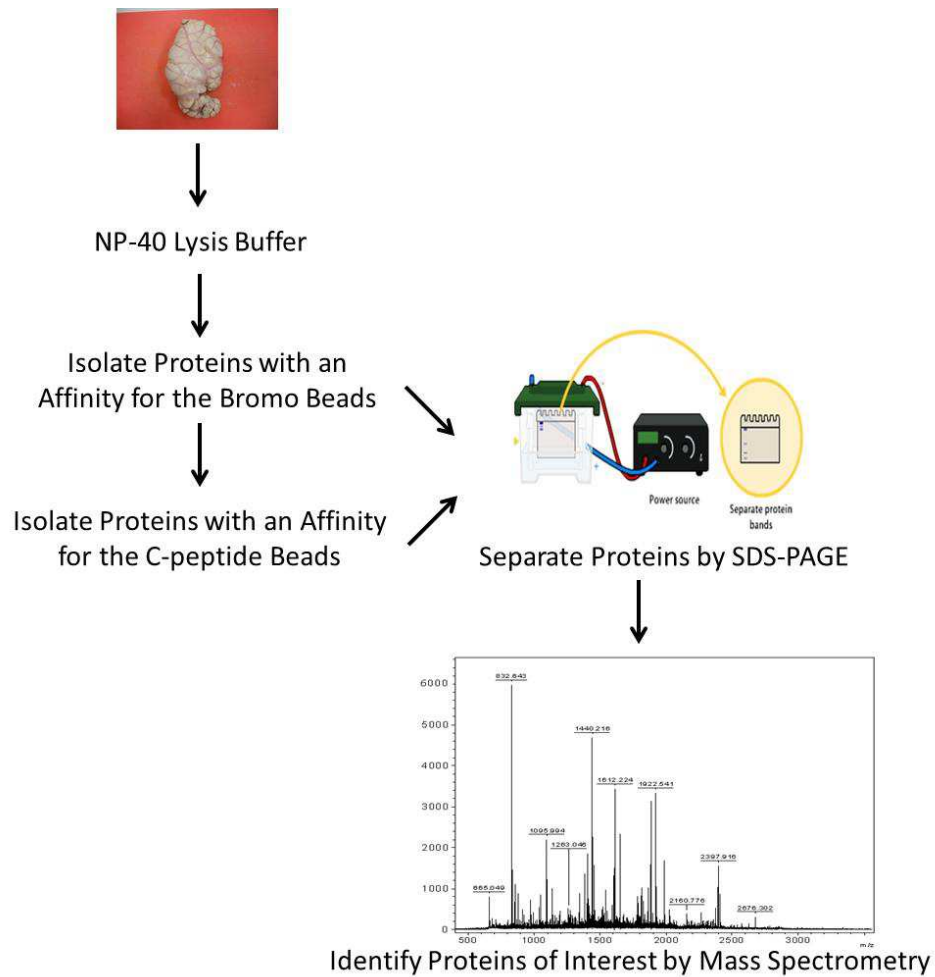 NP-40 Lysis Buffer
Isolate Proteins with an
Affinity for the Bromo Beads
Isolate Proteins with an Affinity
for the C-peptide Beads
Power source
Separate protein
bands
Separate Proteins by SDS-PAGE
832.643
6000
5000
1440.216
4000
1612.224
1922.541
3000
1095.994
2000
1263.046
2397.916
1000
665.049
2160.776
2676.302
0
500
1000
1500
2000
2500
3000
m/z
Identify Proteins of Interest by Mass Spectrometry